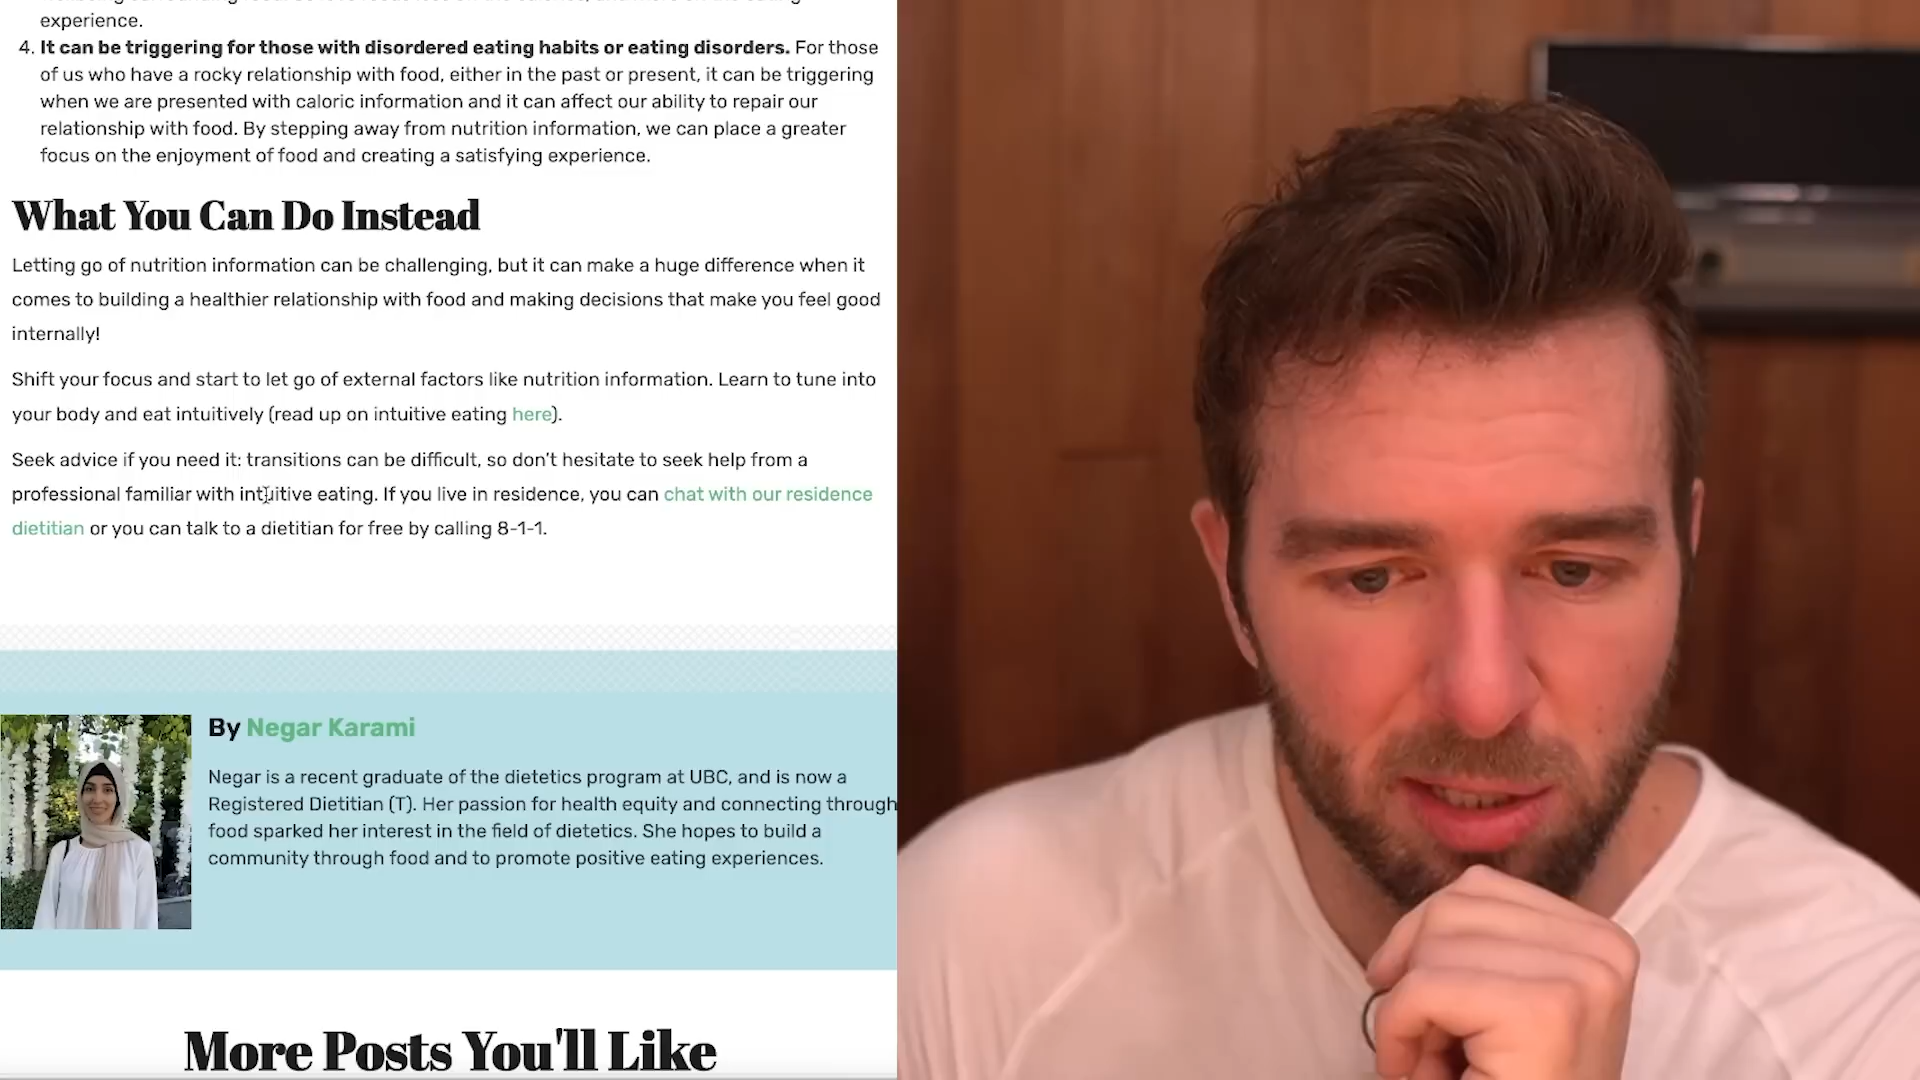 experience.
4. It can be triggering for those with disordered eating habits or eating disorders. For those
of us who have a rocky relationship with food, either in the past or present, it can be triggering
when we are presented with caloric information and it can affect our ability to repair our
relationship with food. By stepping away from nutrition information, we can place a greater
focus on the enjoyment of food and creating a satisfying experience.
What You Can Do Instead
Letting go of nutrition information can be challenging, but it can make a huge difference when it
comes to building a healthier relationship with food and making decisions that make you feel good
internally!
Shift your focus and start to let go of external factors like nutrition information. Learn to tune into
your body and eat intuitively (read up on intuitive eating here).
Seek advice if you need it: transitions can be difficult, so don't hesitate to seek help from a
professional familiar with intuitive eating. If you live in residence, you can chat with our residence
dietitian or you can talk to a dietitian for free by calling 8-1-1.
By Negar Karami
Negar is a recent graduate of the dietetics program at UBC, and is now a
Registered Dietitian (T). Her passion for health equity and connecting through
food sparked her interest in the field of dietetics. She hopes to build a
community through food and to promote positive eating experiences.
More Posts You'll Like